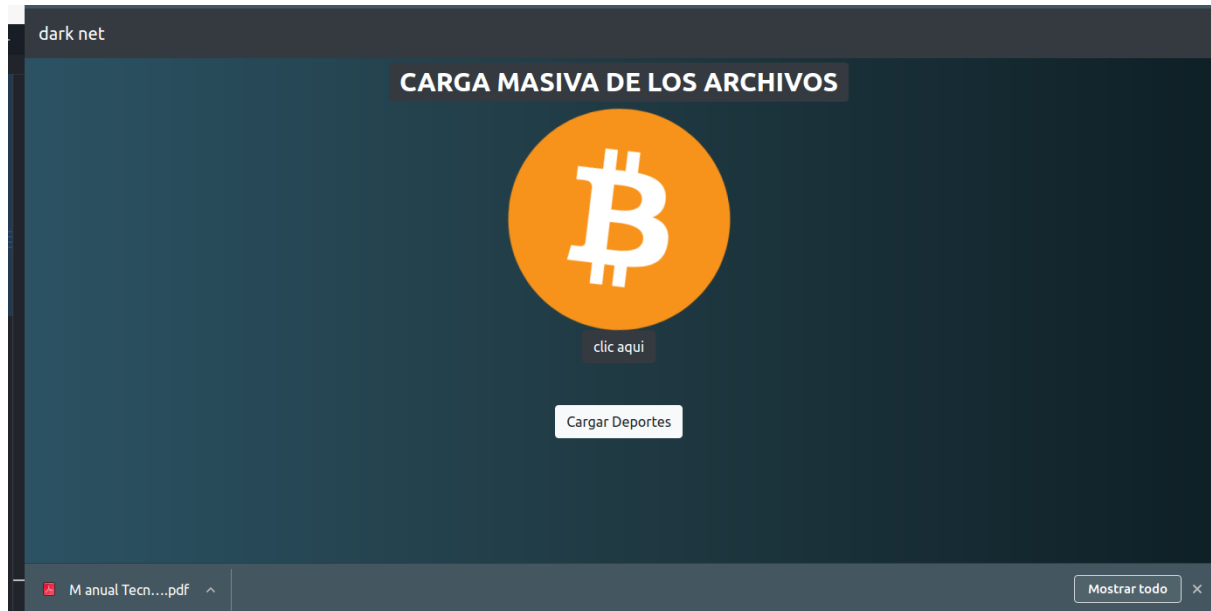 dark net
CARGA MASIVA DE LOS ARCHIVOS
clic aqui
Cargar Deportes
M anual Tecn....pdf
Mostrar todo